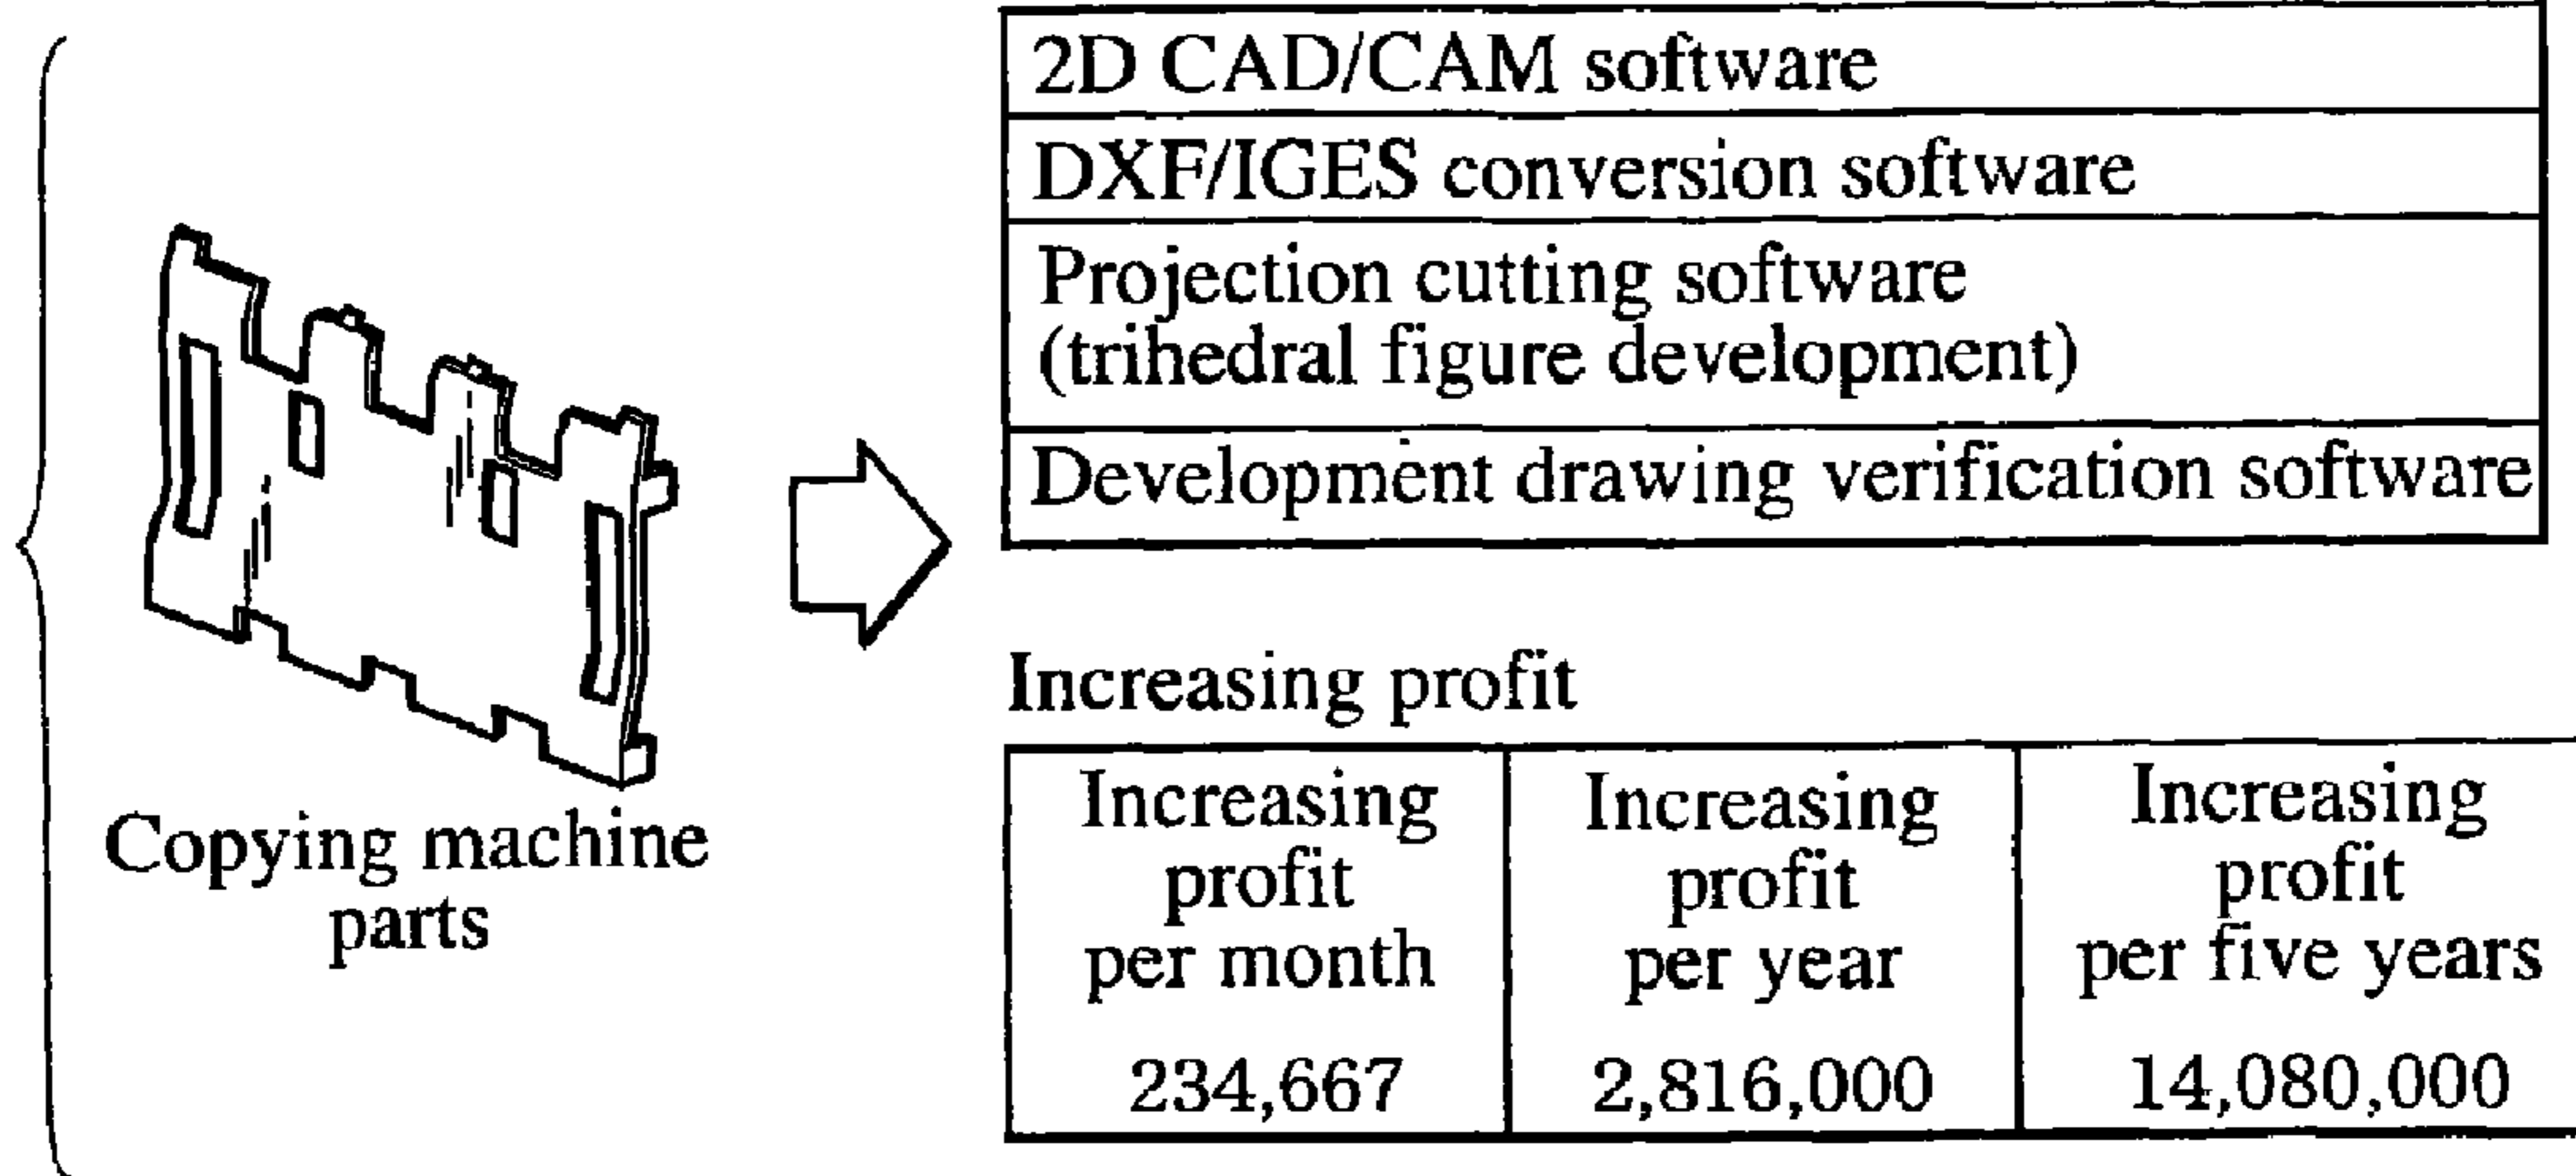 2D CAD/CAM software
DXF/IGES conversion software
Projection cutting software
(trihedral figure development)
Development drawing verification software
Copying machine
parts
Increasing profit
Increasing
profit
per month
234,667
Increasing
profit
per year
2,816,000
Increasing
profit
per five years
14,080,000